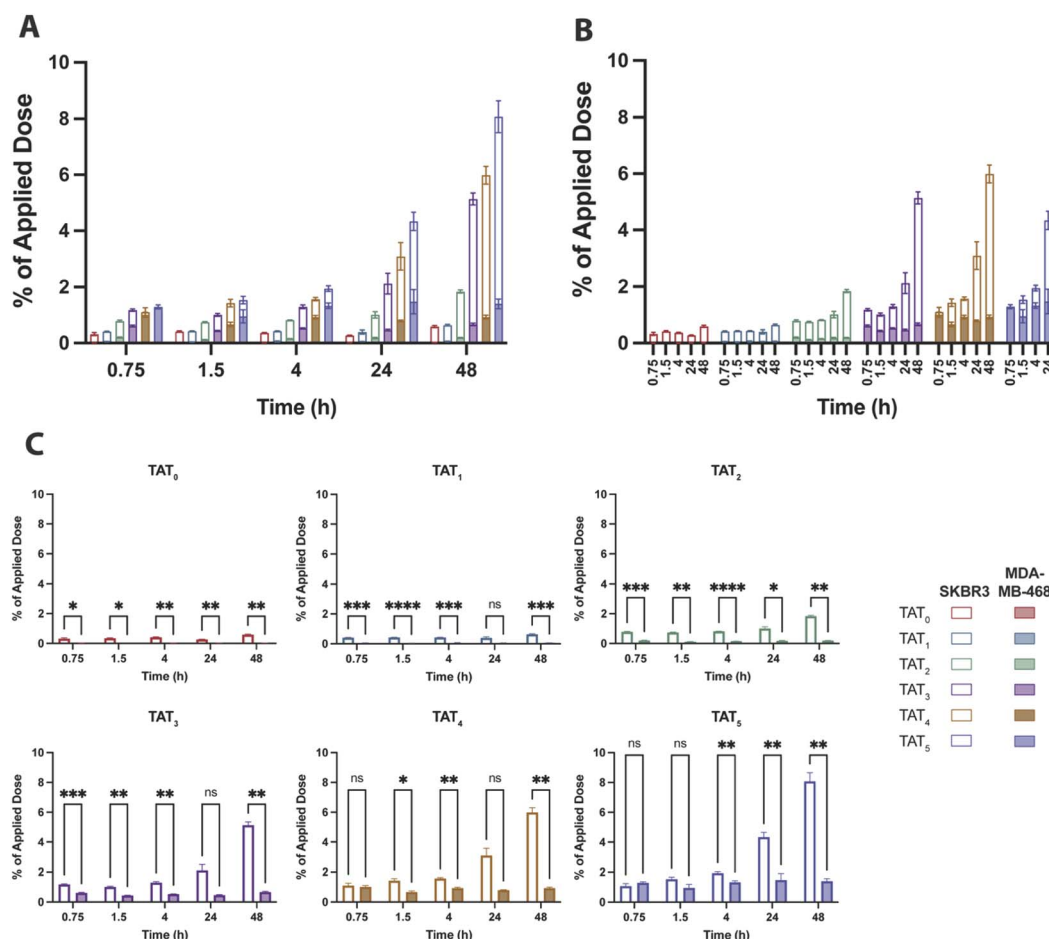 A
% of Applied Dose
10
8
6
4
2
0
0.75 1.5 4 24 48
Time (h)
B
% of Applied Dose
10
8
6
4
2
0
0.75 1.5 4 24 48 0.75 1.5 4 24 48 0.75 1.5 4 24 48 0.75 1.5 4 24 48 0.75 1.5 4 24 48 0.75 1.5 4 24
Time (h)
C
TAT0
% of Applied Dose
10
8
6
4
2
0
* * ** ** **
0.75 1.5 4 24 48
Time (h)
TAT1
% of Applied Dose
10
8
6
4
2
0
*** **** *** ns ***
0.75 1.5 4 24 48
Time (h)
TAT2
% of Applied Dose
10
8
6
4
2
0
*** ** **** * **
0.75 1.5 4 24 48
Time (h)
TAT3
% of Applied Dose
10
8
6
4
2
0
*** ** ** ns **
0.75 1.5 4 24 48
Time (h)
TAT4
% of Applied Dose
10
8
6
4
2
0
ns * ** ns **
0.75 1.5 4 24 48
Time (h)
TAT5
% of Applied Dose
10
8
6
4
2
0
ns ns ** ** **
0.75 1.5 4 24 48
Time (h)
SKBR3 MDA-
MB-468
TAT0
TAT1
TAT2
TAT3
TAT4
TAT5